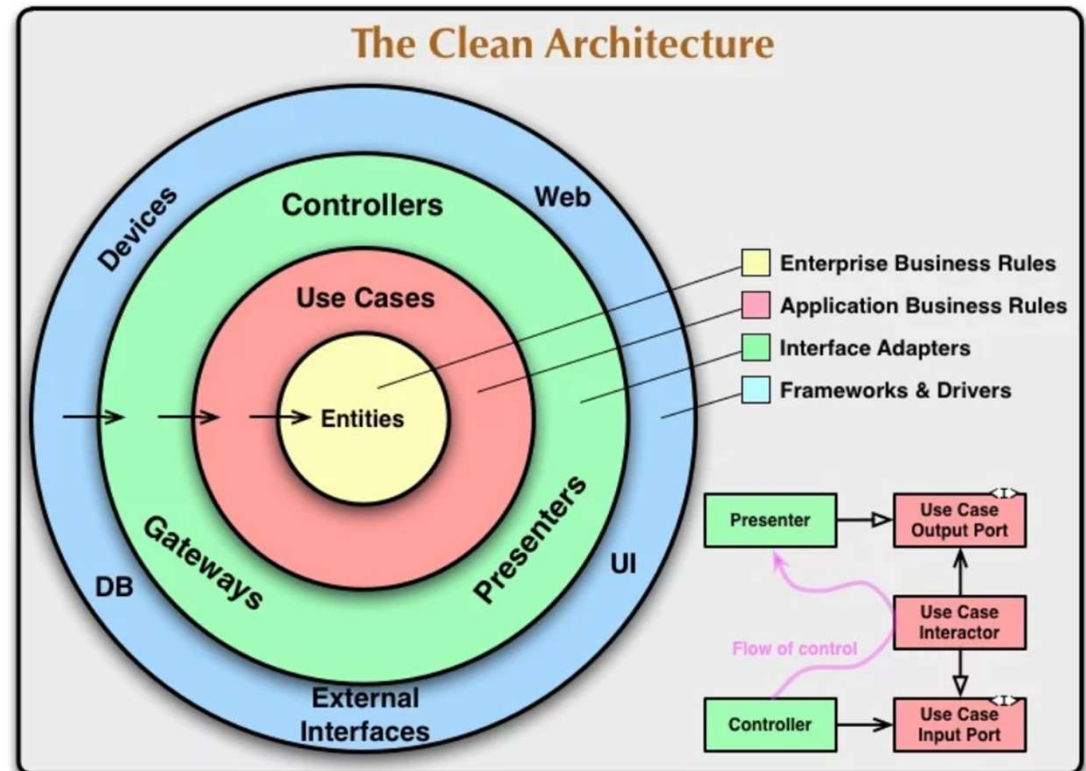 The Clean Architecture
Devices
Web
Controllers
Use Cases
Entities
Gateways
Presenters
DB
UI
External
Interfaces
Enterprise Business Rules
Application Business Rules
Interface Adapters
Frameworks & Drivers
Presenter
<I>
Use Case
Output Port
Use Case
Interactor
Flow of control
Controller
<I>
Use Case
Input Port